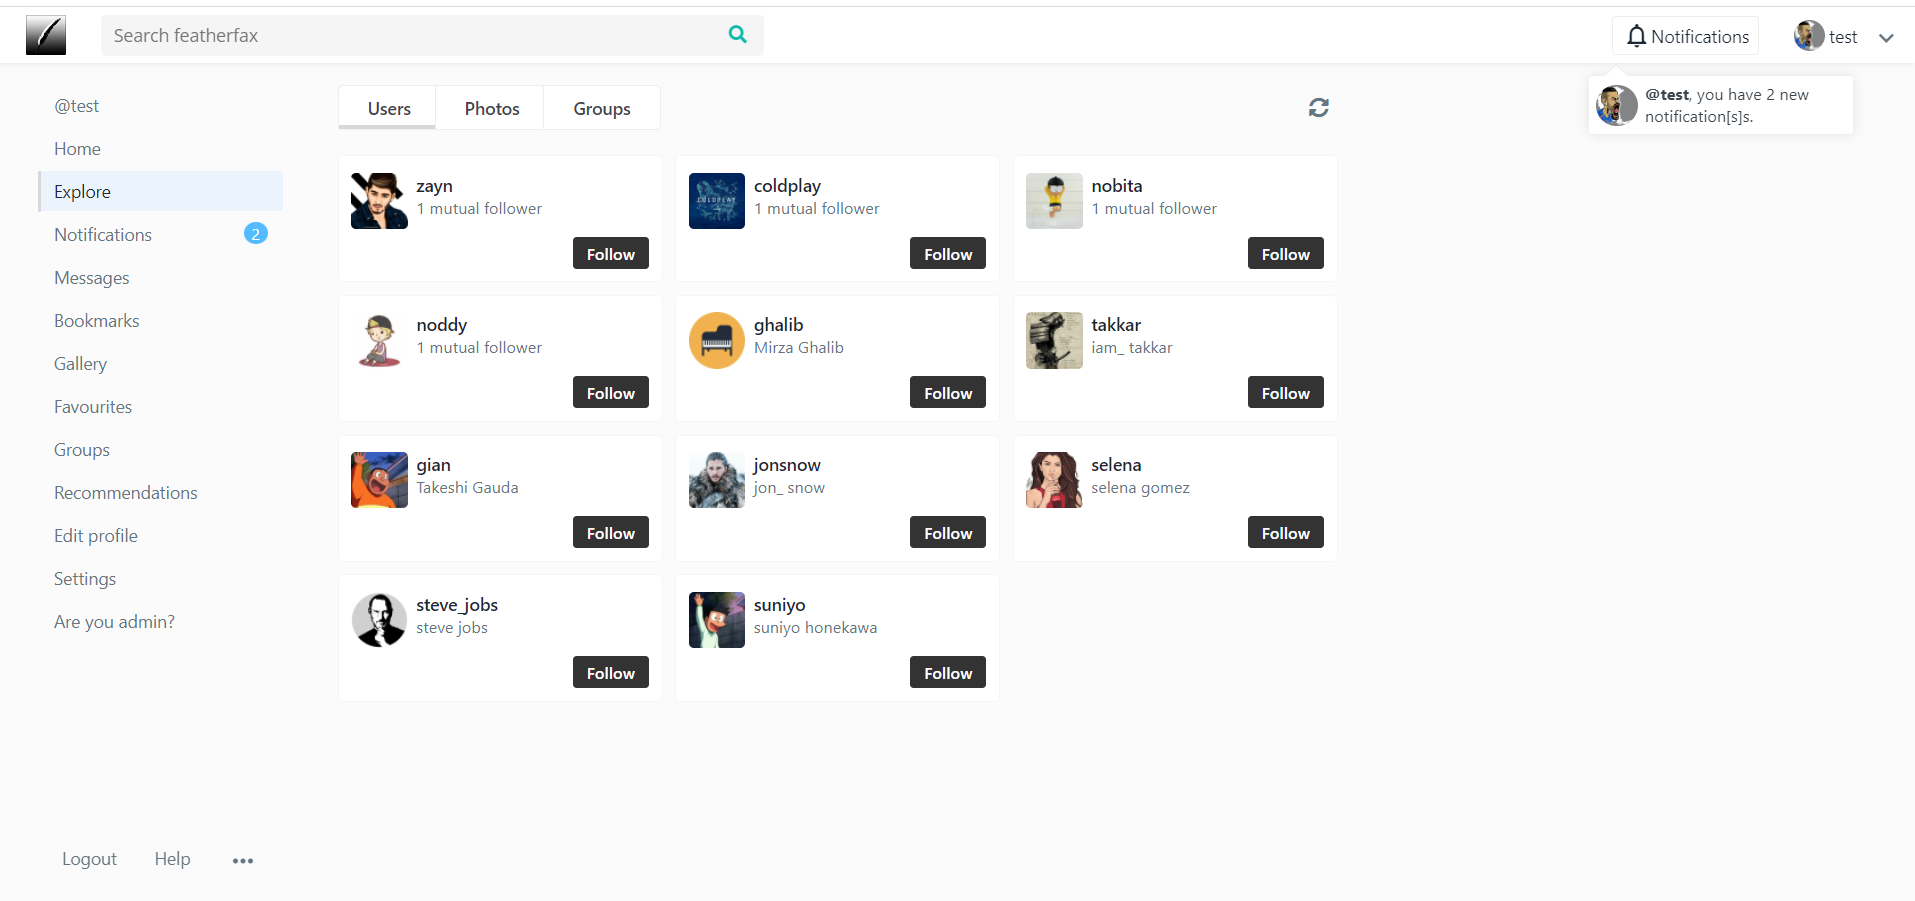 Search featherfax
Notifications
test
@test, you have 2 new
notification[s]s.
@test
Home
Explore
Notifications 2
Messages
Bookmarks
Gallery
Favourites
Groups
Recommendations
Edit profile
Settings
Are you admin?
Logout Help
Users Photos Groups
zayn
1 mutual follower
Follow
coldplay
1 mutual follower
COLDPLAY
Follow
nobita
1 mutual follower
Follow
noddy
1 mutual follower
Follow
ghalib
Mirza Ghalib
Follow
takkar
iam_ takkar
Follow
gian
Takeshi Gauda
Follow
jonsnow
jon_ snow
Follow
selena
selena gomez
Follow
steve_jobs
steve jobs
Follow
suniyo
suniyo honekawa
Follow